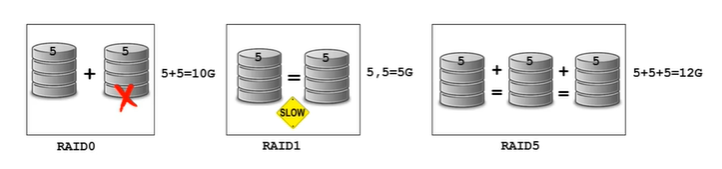 5 + 5 5+5=10G
RAID0
5 = 5 5,5=5G
SLOW
RAID1
5 + 5 + 5 5+5+5=12G
= =
RAID5